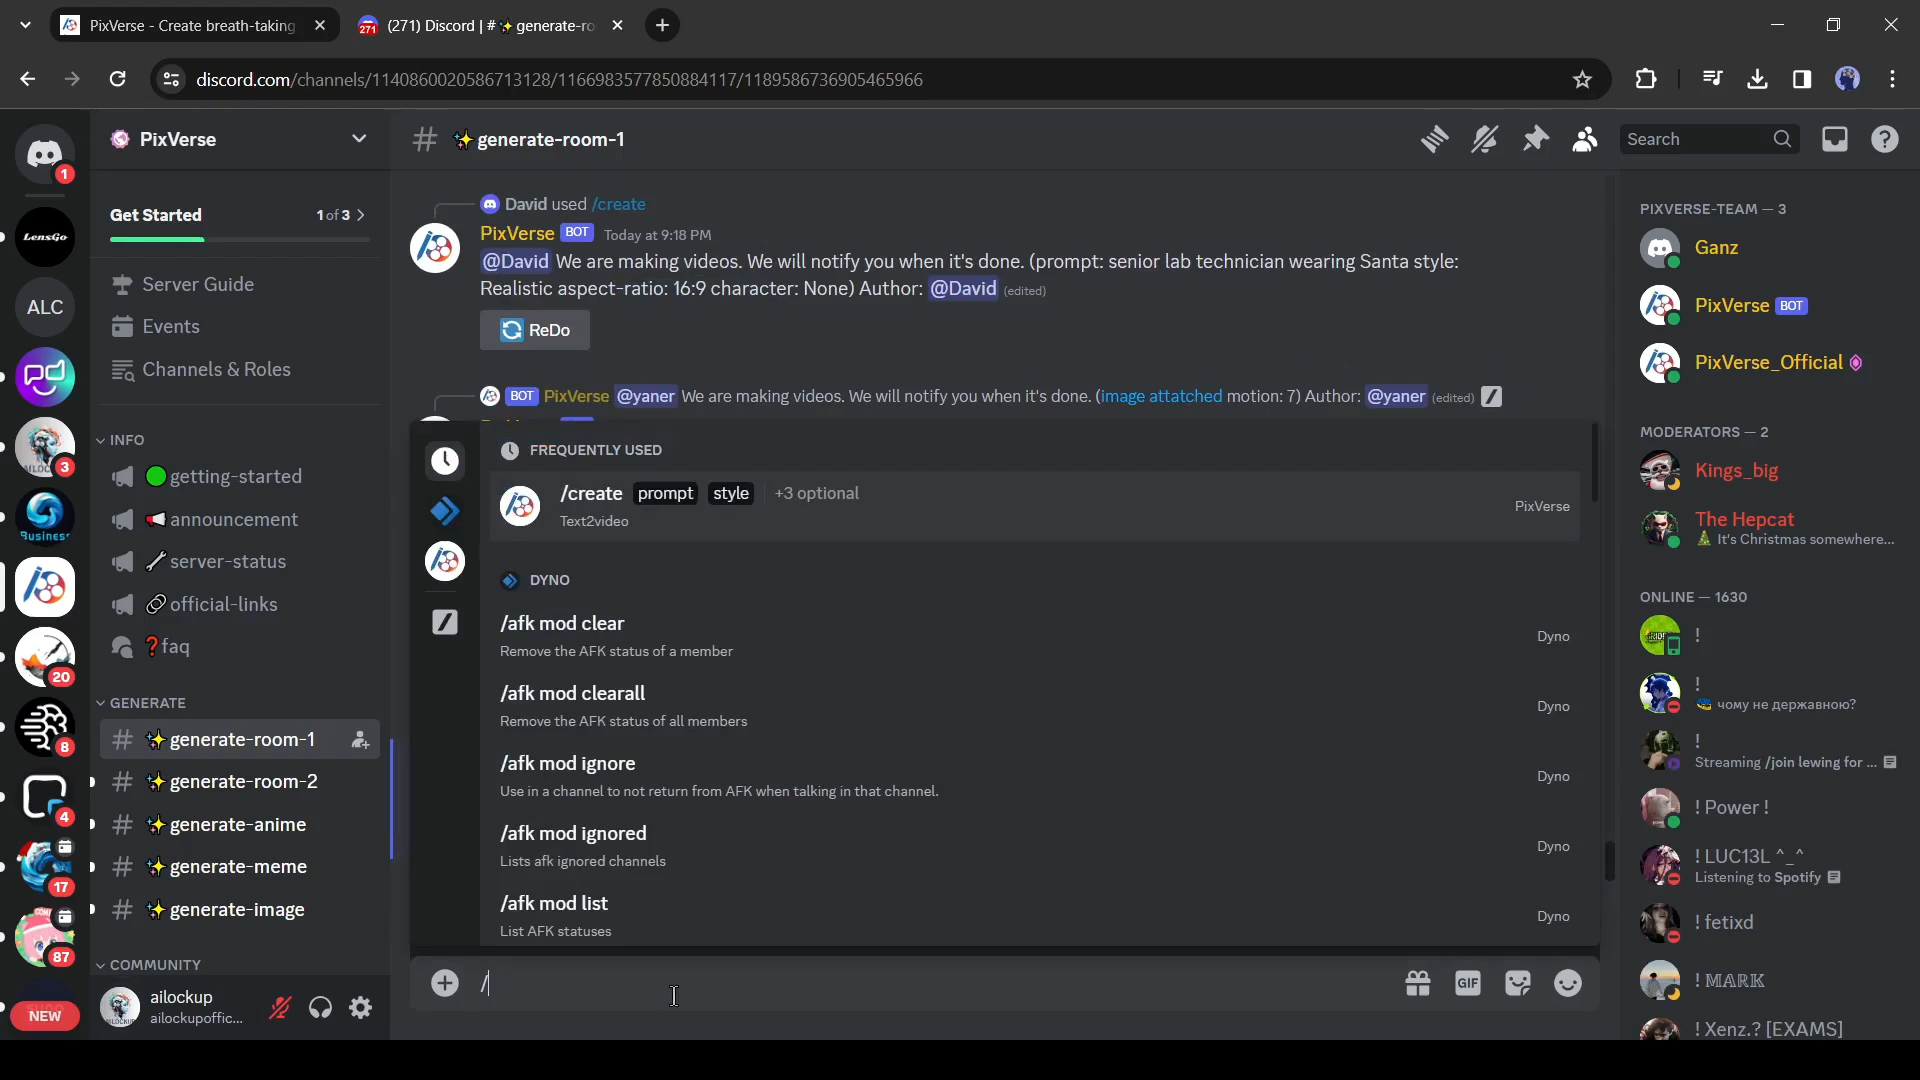 PixVerse - Create breath-taking
(271) Discord | # ✨ generate-ro
discord.com/channels/1140860020586713128/1166983577850884117/1189586736905465966
1
LensGo
ALC
3
Business
20
8
4
17
87
NEW
PixVerse
Get Started 1 of 3
Server Guide
Events
Channels & Roles
INFO
getting-started
announcement
server-status
official-links
❓faq
GENERATE
# ✨ generate-room-1
# ✨ generate-room-2
# ✨ generate-anime
# ✨ generate-meme
# ✨ generate-image
COMMUNITY
ailockup
ailockupoffic...
# ✨ generate-room-1
Search
David used /create
PixVerse BOT Today at 9:18 PM
@David We are making videos. We will notify you when it's done. (prompt: senior lab technician wearing Santa style:
Realistic aspect-ratio: 16:9 character: None) Author: @David (edited)
ReDo
BOT PixVerse @yaner We are making videos. We will notify you when it's done. (image attatched motion: 7) Author: @yaner (edited)
FREQUENTLY USED
/create prompt style +3 optional
Text2video
PixVerse
DYNO
/afk mod clear
Remove the AFK status of a member
Dyno
/afk mod clearall
Remove the AFK status of all members
Dyno
/afk mod ignore
Use in a channel to not return from AFK when talking in that channel.
Dyno
/afk mod ignored
Lists afk ignored channels
Dyno
/afk mod list
List AFK statuses
Dyno
/
GIF
PIXVERSE-TEAM — 3
Ganz
PixVerse BOT
PixVerse_Official
MODERATORS — 2
Kings_big
The Hepcat
🎄 It's Christmas somewhere...
ONLINE — 1630
!
!
чому не державною?
!
Streaming /join lewing for ...
! Power !
! LUC13L ^_^
Listening to Spotify
! fetixd
! 𝕄𝔸ℝ𝕂
! Xenz.? [EXAMS]